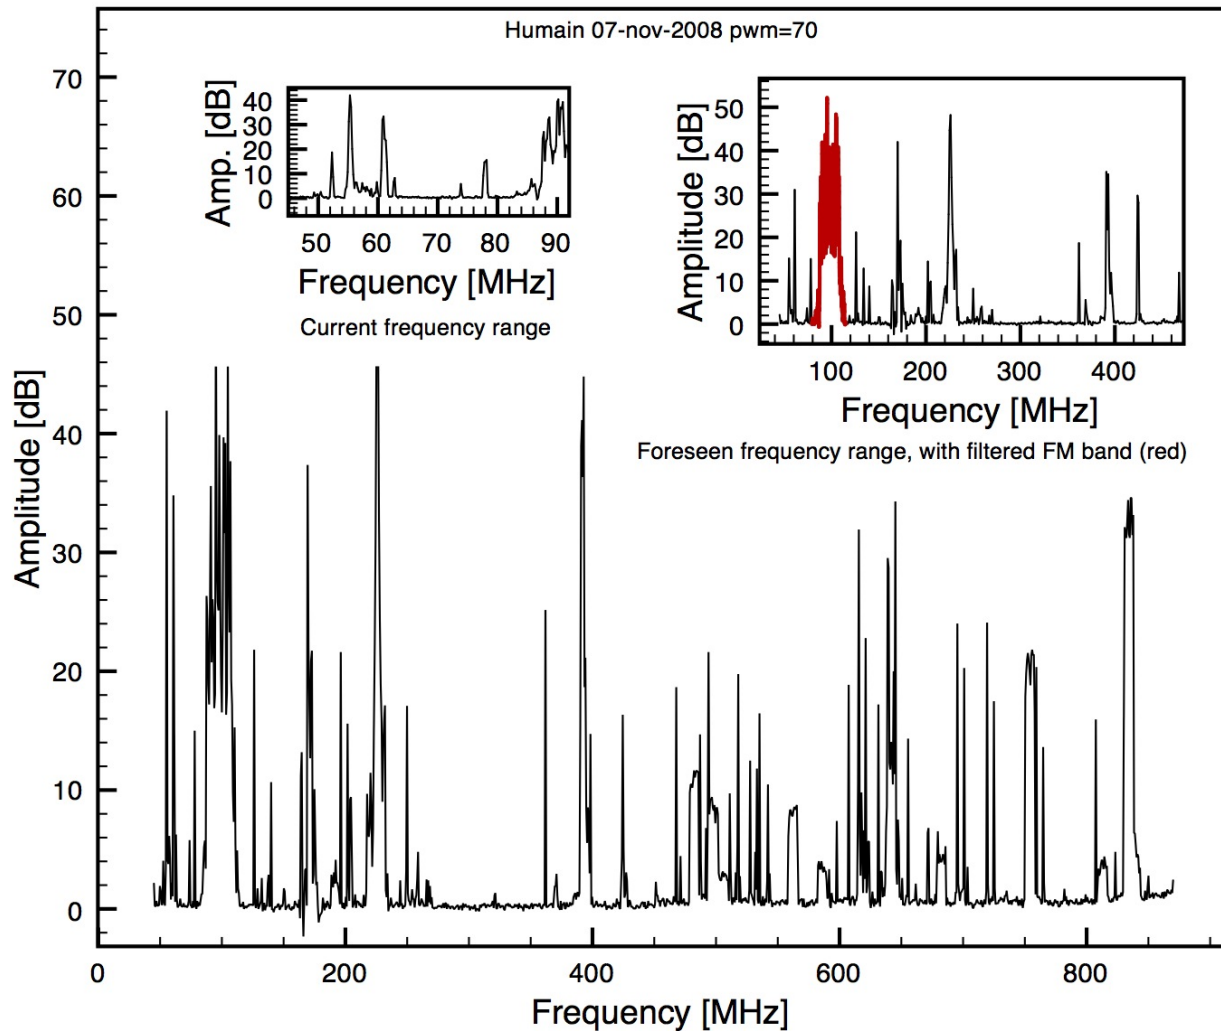 Humain 07-nov-2008 pwm=70
70
60
50
40
30
20
10
0
Amplitude [dB]
0 200 400 600 800
Frequency [MHz]
40
30
20
10
0
Amp. [dB]
50 60 70 80 90
Frequency [MHz]
Current frequency range
50
40
30
20
10
0
Amplitude [dB]
100 200 300 400
Frequency [MHz]
Foreseen frequency range, with filtered FM band (red)